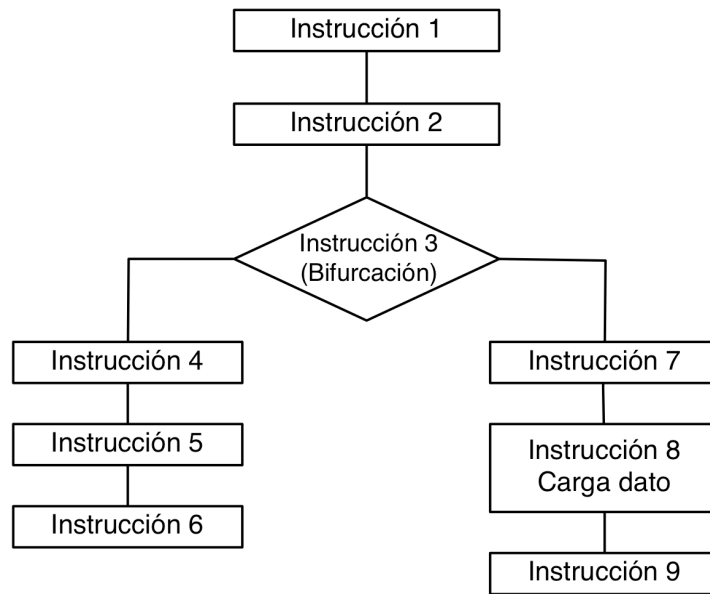 Instrucción 1
Instrucción 2
Instrucción 3
(Bifurcación)
Instrucción 4
Instrucción 5
Instrucción 6
Instrucción 7
Instrucción 8
Carga dato
Instrucción 9